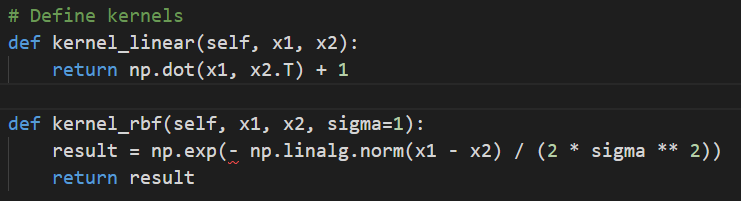 # Define kernels
def kernel_linear(self, x1, x2):
    return np.dot(x1, x2.T) + 1
def kernel_rbf(self, x1, x2, sigma=1):
    result = np.exp(- np.linalg.norm(x1 - x2) / (2 * sigma ** 2))
    return result